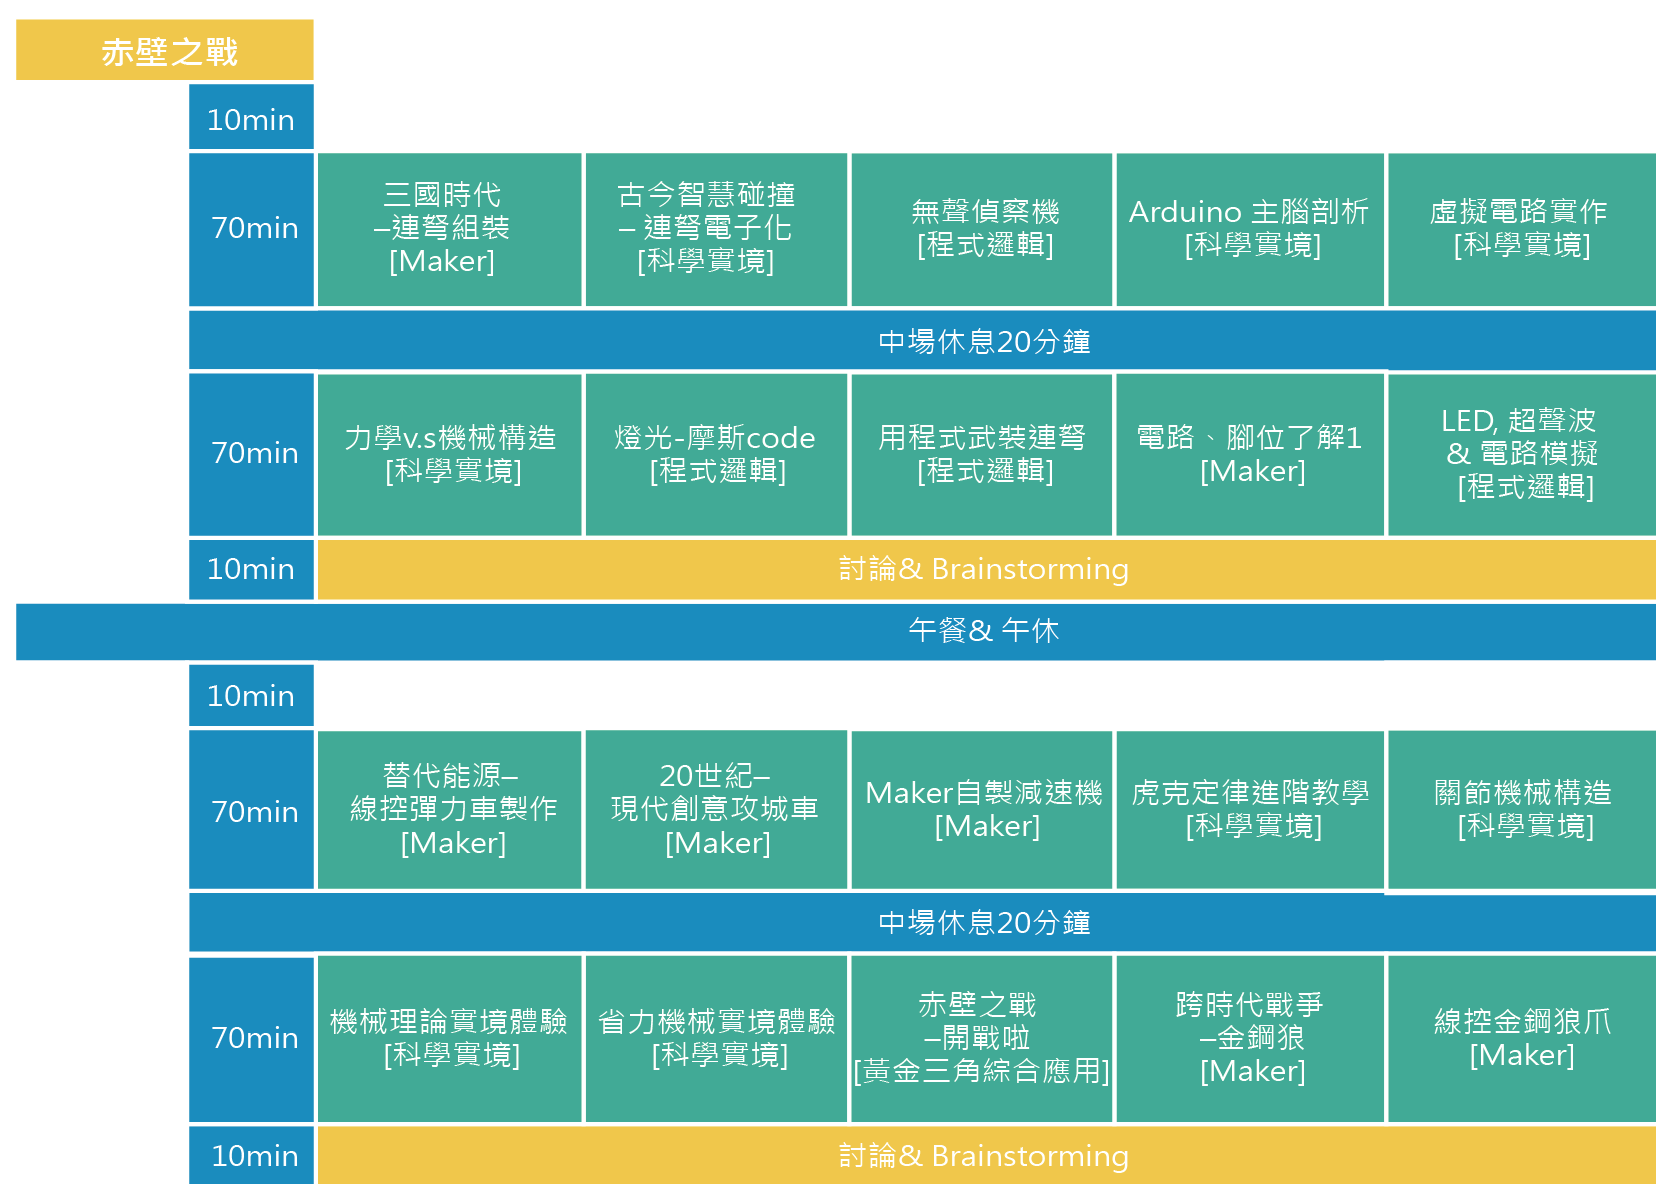 赤壁之戰
10min
70min
三國時代
–連弩組裝
[Maker]
古今智慧碰撞
– 連弩電子化
[科學實境]
無聲偵察機
[程式邏輯]
Arduino 主腦剖析
[科學實境]
虛擬電路實作
[科學實境]
中場休息20分鐘
70min
力學v.s機械構造
[科學實境]
燈光-摩斯code
[程式邏輯]
用程式武裝連弩
[程式邏輯]
電路、腳位了解1
[Maker]
LED, 超聲波
& 電路模擬
[程式邏輯]
10min
討論& Brainstorming
午餐& 午休
10min
70min
替代能源–
線控彈力車製作
[Maker]
20世紀–
現代創意攻城車
[Maker]
Maker自製減速機
[Maker]
虎克定律進階教學
[科學實境]
關節機械構造
[科學實境]
中場休息20分鐘
70min
機械理論實境體驗
[科學實境]
省力機械實境體驗
[科學實境]
赤壁之戰
–開戰啦
[黃金三角綜合應用]
跨時代戰爭
–金鋼狼
[Maker]
線控金鋼狼爪
[Maker]
10min
討論& Brainstorming